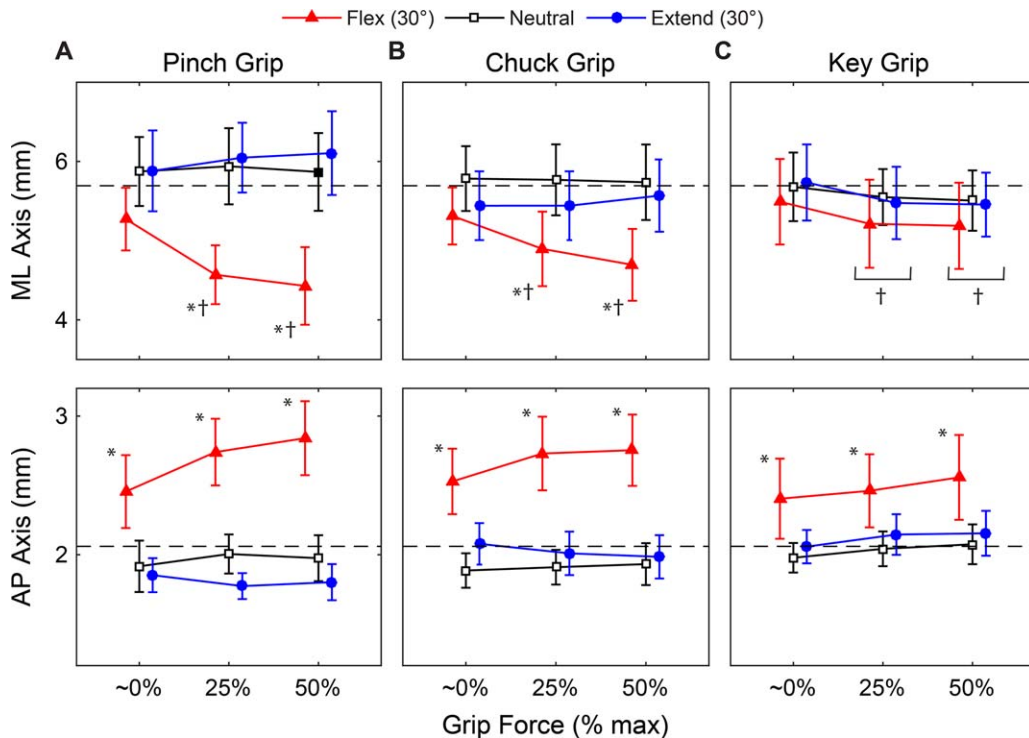 Flex (30°) Neutral Extend (30°)
A Pinch Grip B Chuck Grip C Key Grip
ML Axis (mm)
6
4
*† *† *† *† † †
AP Axis (mm)
3
2
* * * * * * * * *
~0% 25% 50% ~0% 25% 50% ~0% 25% 50%
Grip Force (% max)